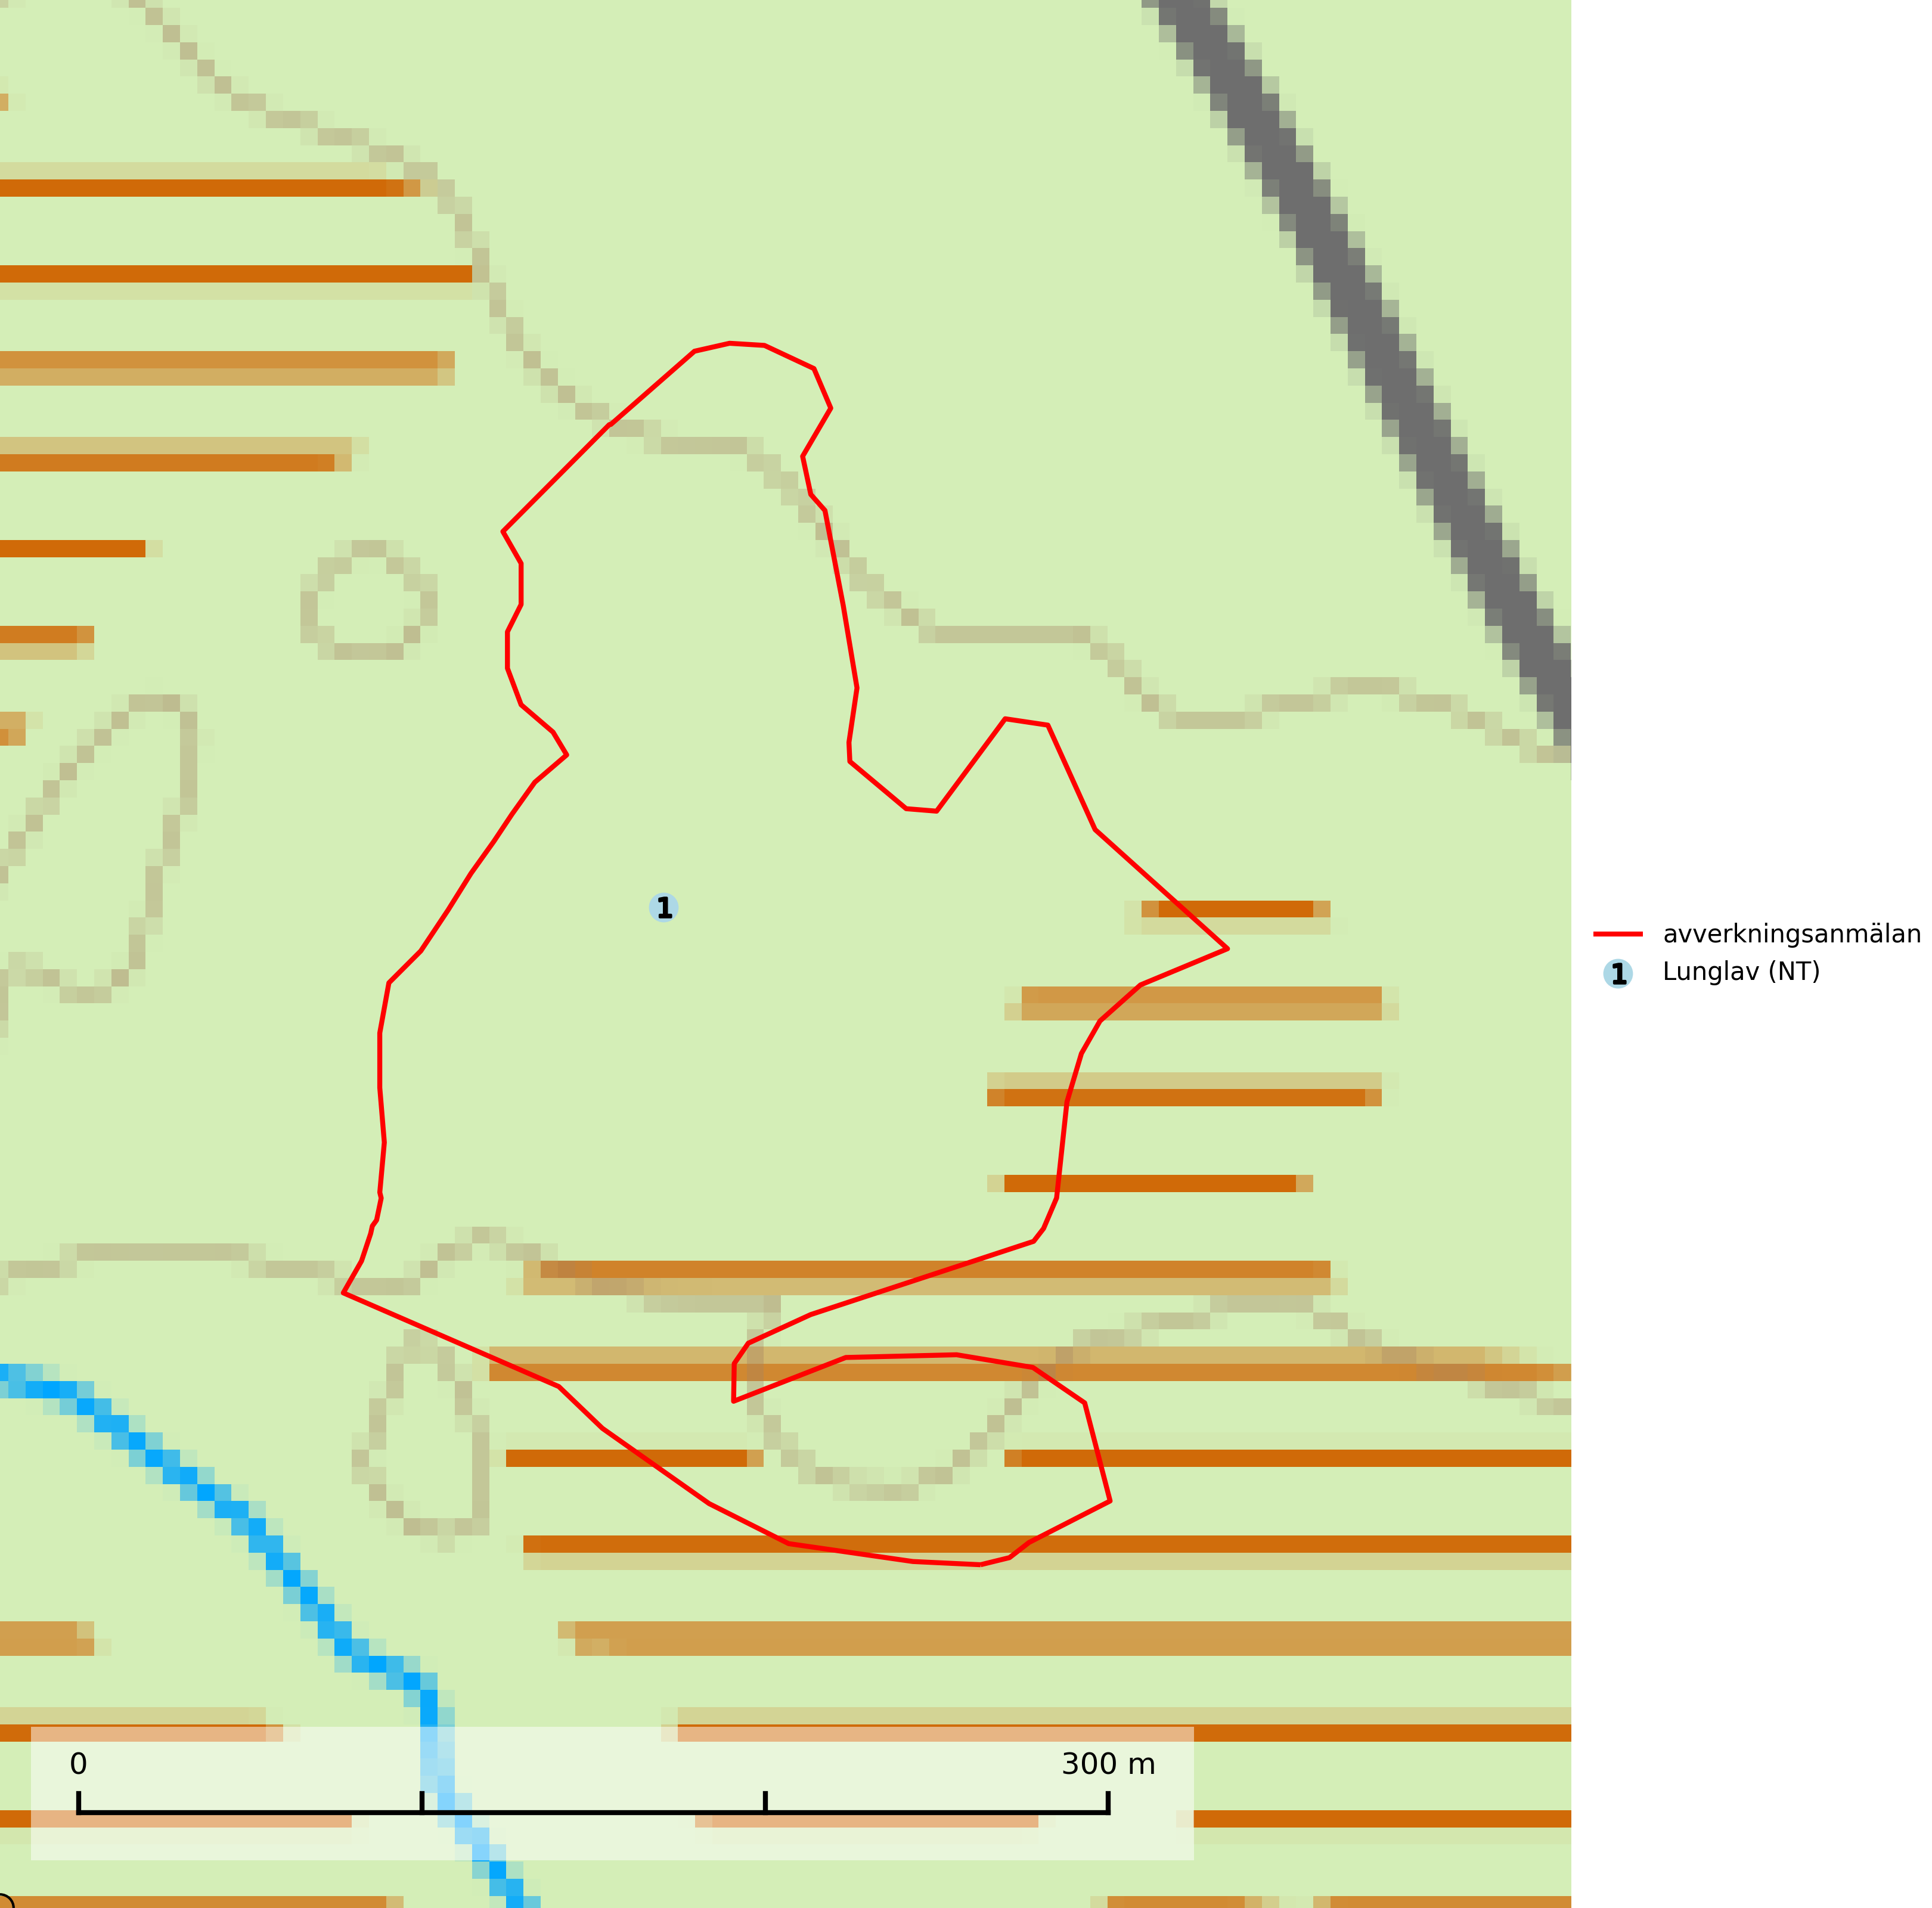 1
avverkningsanmälan
1 Lunglav (NT)
0 300 m